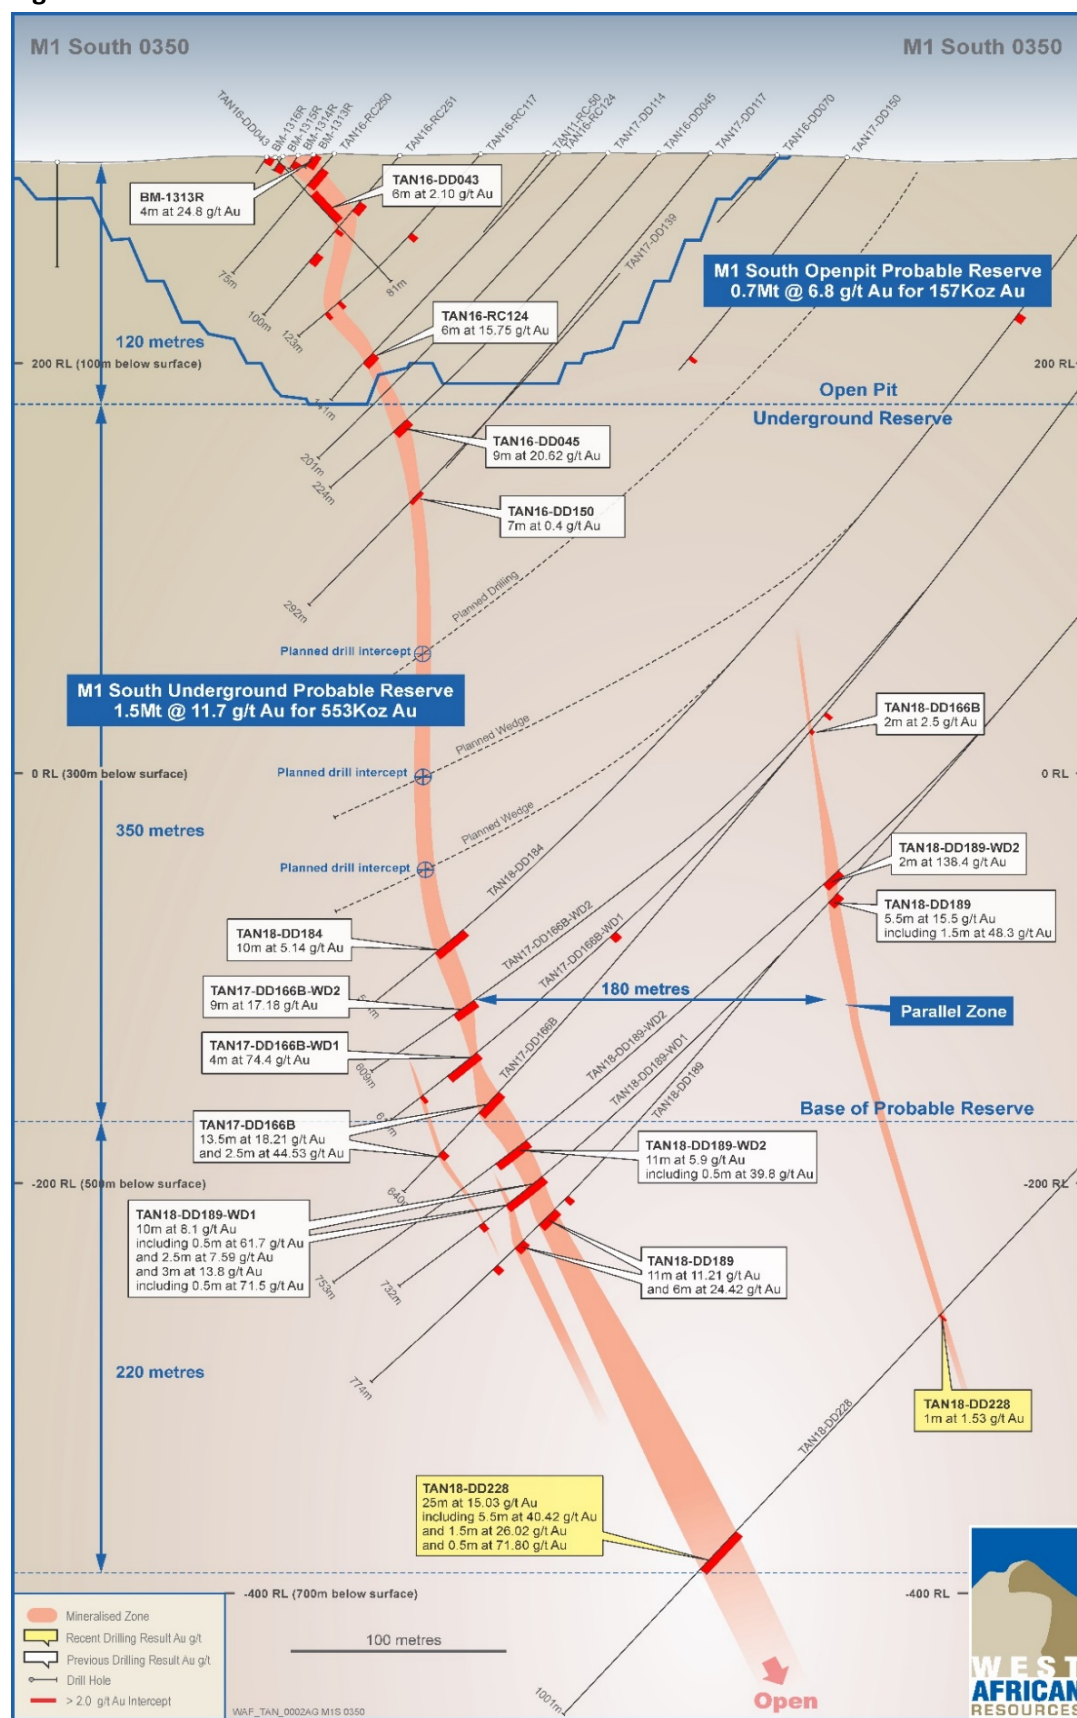 M1 South 0350
M1 South 0350
TAN16-DD043
BM-1316R
BM-1315R
BM-1314R
BM-1313R
TAN16-RC250
TAN16-RC251
TAN16-RC117
TAN11-RC-50
TAN16-RC124
TAN17-DD114
TAN16-DD045
TAN17-DD117
TAN16-DD070
TAN17-DD150
BM-1313R
4m at 24.8 g/t Au
TAN16-DD043
6m at 2.10 g/t Au
TAN17-DD139
75m
81m
100m
123m
M1 South Openpit Probable Reserve
0.7Mt @ 6.8 g/t Au for 157Koz Au
TAN16-RC124
6m at 15.75 g/t Au
120 metres
200 RL (100m below surface)
200 RL
141m
Open Pit
Underground Reserve
201m
224m
TAN16-DD045
9m at 20.62 g/t Au
TAN16-DD150
7m at 0.4 g/t Au
292m
Planned Drilling
Planned drill intercept
M1 South Underground Probable Reserve
1.5Mt @ 11.7 g/t Au for 553Koz Au
TAN18-DD166B
2m at 2.5 g/t Au
Planned Wedge
0 RL (300m below surface)
Planned drill intercept
0 RL
350 metres
Planned Wedge
Planned drill intercept
TAN18-DD184
TAN18-DD189-WD2
2m at 138.4 g/t Au
TAN18-DD189
5.5m at 15.5 g/t Au
including 1.5m at 48.3 g/t Au
TAN18-DD184
10m at 5.14 g/t Au
TAN17-DD166B-WD2
TAN17-DD166B-WD1
TAN17-DD166B-WD2
9m at 17.18 g/t Au
180 metres
Parallel Zone
TAN17-DD166B-WD1
4m at 74.4 g/t Au
609m
TAN17-DD166B
TAN18-DD189-WD2
TAN18-DD189-WD1
TAN18-DD189
Base of Probable Reserve
TAN17-DD166B
13.5m at 18.21 g/t Au
and 2.5m at 44.53 g/t Au
TAN18-DD189-WD2
11m at 5.9 g/t Au
including 0.5m at 39.8 g/t Au
-200 RL (500m below surface)
-200 RL
640m
TAN18-DD189-WD1
10m at 8.1 g/t Au
including 0.5m at 61.7 g/t Au
and 2.5m at 7.59 g/t Au
and 3m at 13.8 g/t Au
including 0.5m at 71.5 g/t Au
TAN18-DD189
11m at 11.21 g/t Au
and 6m at 24.42 g/t Au
753m
732m
220 metres
774m
TAN18-DD228
1m at 1.53 g/t Au
TAN18-DD228
TAN18-DD228
25m at 15.03 g/t Au
including 5.5m at 40.42 g/t Au
and 1.5m at 26.02 g/t Au
and 0.5m at 71.80 g/t Au
-400 RL (700m below surface)
-400 RL
Mineralised Zone
Recent Drilling Result Au g/t
Previous Drilling Result Au g/t
Drill Hole
> 2.0 g/t Au Intercept
100 metres
WAF_TAN_0002AG M1S 0350
1001m
Open
WEST
AFRICAN
RESOURCES